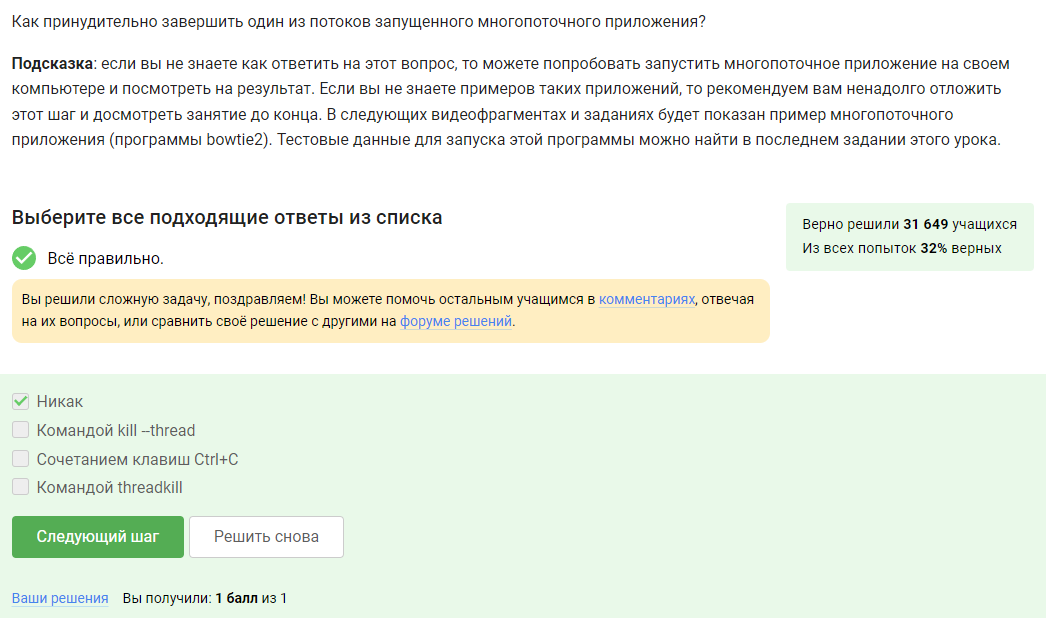 Как принудительно завершить один из потоков запущенного многопоточного приложения?
Подсказка: если вы не знаете как ответить на этот вопрос, то можете попробовать запустить многопоточное приложение на своем
компьютере и посмотреть на результат. Если вы не знаете примеров таких приложений, то рекомендуем вам ненадолго отложить
этот шаг и досмотреть занятие до конца. В следующих видеофрагментах и заданиях будет показан пример многопоточного
приложения (программы bowtie2). Тестовые данные для запуска этой программы можно найти в последнем задании этого урока.
Выберите все подходящие ответы из списка
Верно решили 31 649 учащихся
Из всех попыток 32% верных
Всё правильно.
Вы решили сложную задачу, поздравляем! Вы можете помочь остальным учащимся в комментариях, отвечая
на их вопросы, или сравнить своё решение с другими на форуме решений.
Никак
Командой kill --thread
Сочетанием клавиш Ctrl+C
Командой threadkill
Следующий шаг
Решить снова
Ваши решения Вы получили: 1 балл из 1